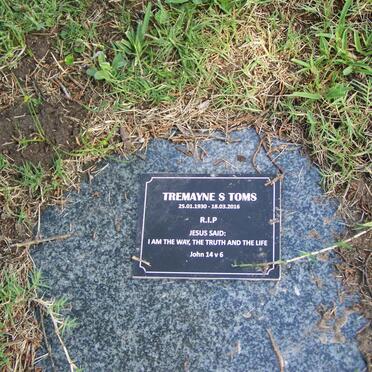 TREMAYNE S TOMS
25.01.1930 - 18.03.2016
R.I.P
JESUS SAID:
I AM THE WAY, THE TRUTH AND THE LIFE
John 14 v 6